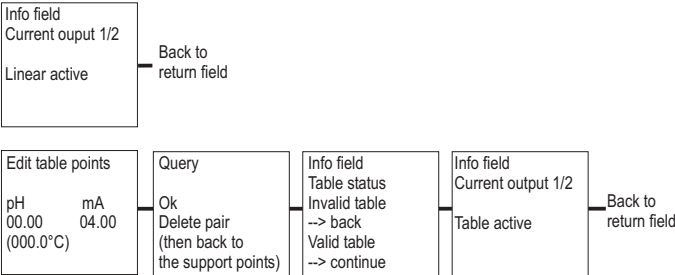 Info field
Current ouput 1/2
Linear active
Back to
return field
Edit table points
pH mA
00.00 04.00
(000.0°C)
Query
Ok
Delete pair
(then back to
the support points)
Info field
Table status
Invalid table
--> back
Valid table
--> continue
Info field
Current output 1/2
Table active
Back to
return field